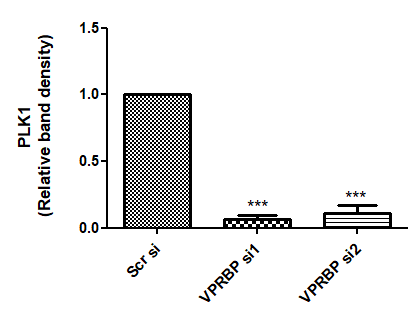 PLK1
(Relative band density)
1.5
1.0
0.5
0.0
***
***
Scr si
VPRBP si1
VPRBP si2